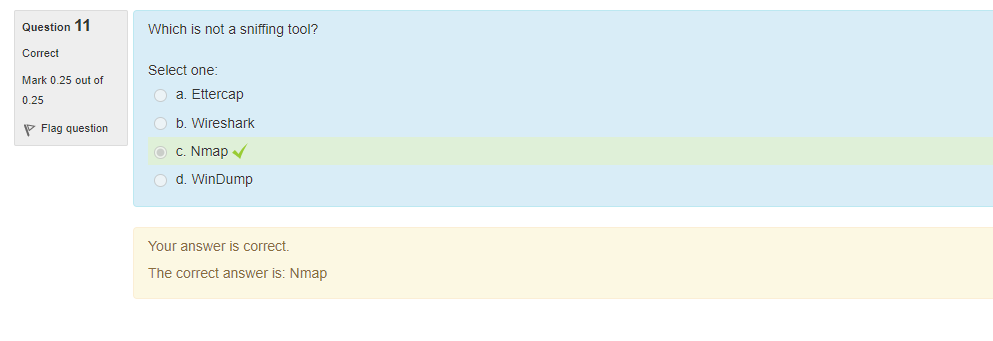 Question 11
Correct
Mark 0.25 out of
0.25
Flag question
Which is not a sniffing tool?
Select one:
a. Ettercap
b. Wireshark
c. Nmap
d. WinDump
Your answer is correct.
The correct answer is: Nmap